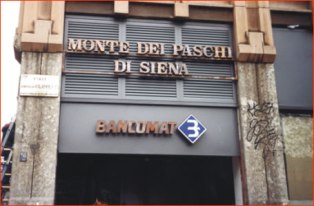 MONTE DEI PASCHI
DI SIENA
BANCOMAT